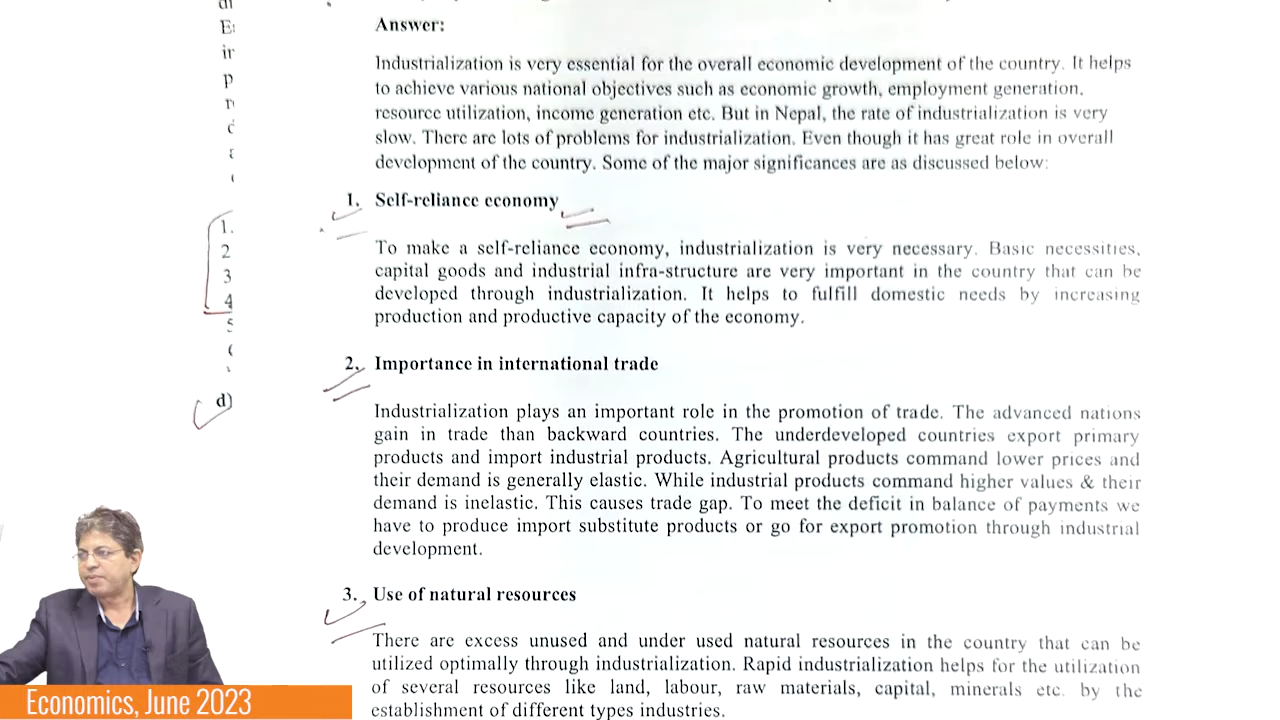 Answer:
Industrialization is very essential for the overall economic development of the country. It helps
to achieve various national objectives such as economic growth, employment generation,
resource utilization, income generation etc. But in Nepal, the rate of industrialization is very
slow. There are lots of problems for industrialization. Even though it has great role in overall
development of the country. Some of the major significances are as discussed below:
1. Self-reliance economy
To make a self-reliance economy, industrialization is very necessary. Basic necessities,
capital goods and industrial infra-structure are very important in the country that can be
developed through industrialization. It helps to fulfill domestic needs by increasing
production and productive capacity of the economy.
2. Importance in international trade
Industrialization plays an important role in the promotion of trade. The advanced nations
gain in trade than backward countries. The underdeveloped countries export primary
products and import industrial products. Agricultural products command lower prices and
their demand is generally elastic. While industrial products command higher values & their
demand is inelastic. This causes trade gap. To meet the deficit in balance of payments we
have to produce import substitute products or go for export promotion through industrial
development.
3. Use of natural resources
There are excess unused and under used natural resources in the country that can be
utilized optimally through industrialization. Rapid industrialization helps for the utilization
of several resources like land, labour, raw materials, capital, minerals etc. by the
establishment of different types industries.
1.
2
3
4
d)
Economics, June 2023